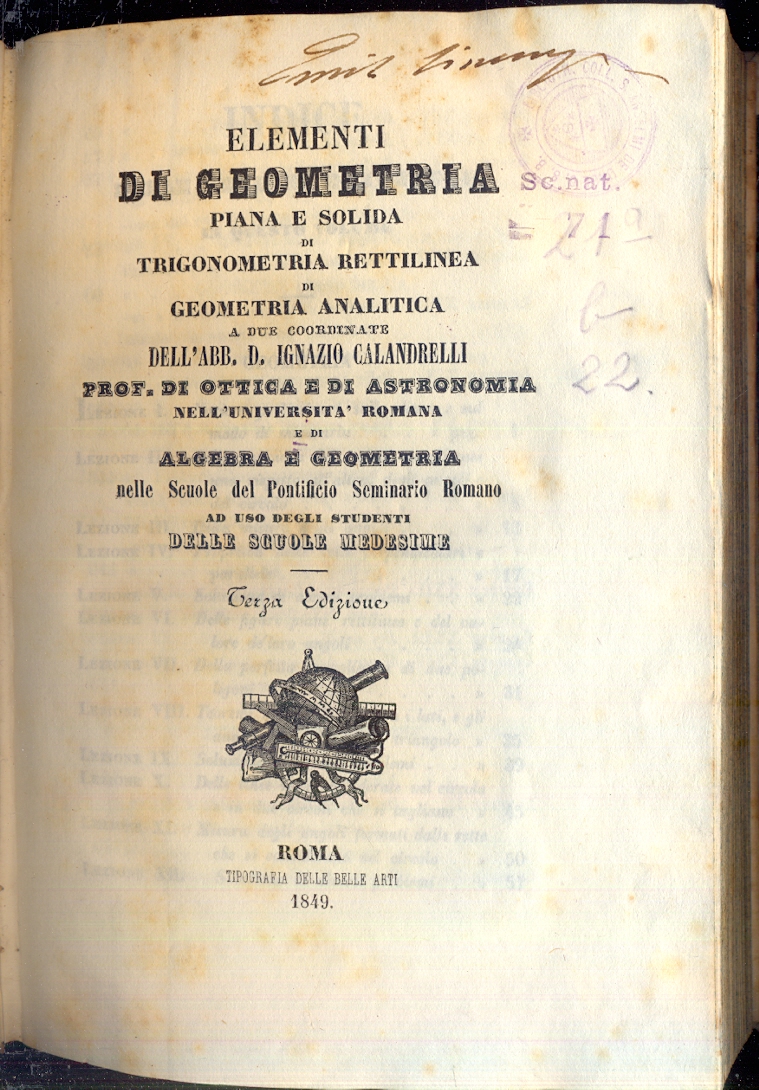 ELEMENTI
DI GEOMETRIA
PIANA E SOLIDA
DI
TRIGONOMETRIA RETTILINEA
DI
GEOMETRIA ANALITICA
A DUE COORDINATE
DELL'ABB. D. IGNAZIO CALANDRELLI
PROF. DI OTTICA E DI ASTRONOMIA
NELL'UNIVERSITA' ROMANA
E DI
ALGEBRA E GEOMETRIA
nelle Scuole del Pontificio Seminario Romano
AD USO DEGLI STUDENTI
DELLE SCUOLE MEDESIME
Terza Edizione
ROMA
TIPOGRAFIA DELLE BELLE ARTI
1849.
Sc.nat.
21a
b
22.